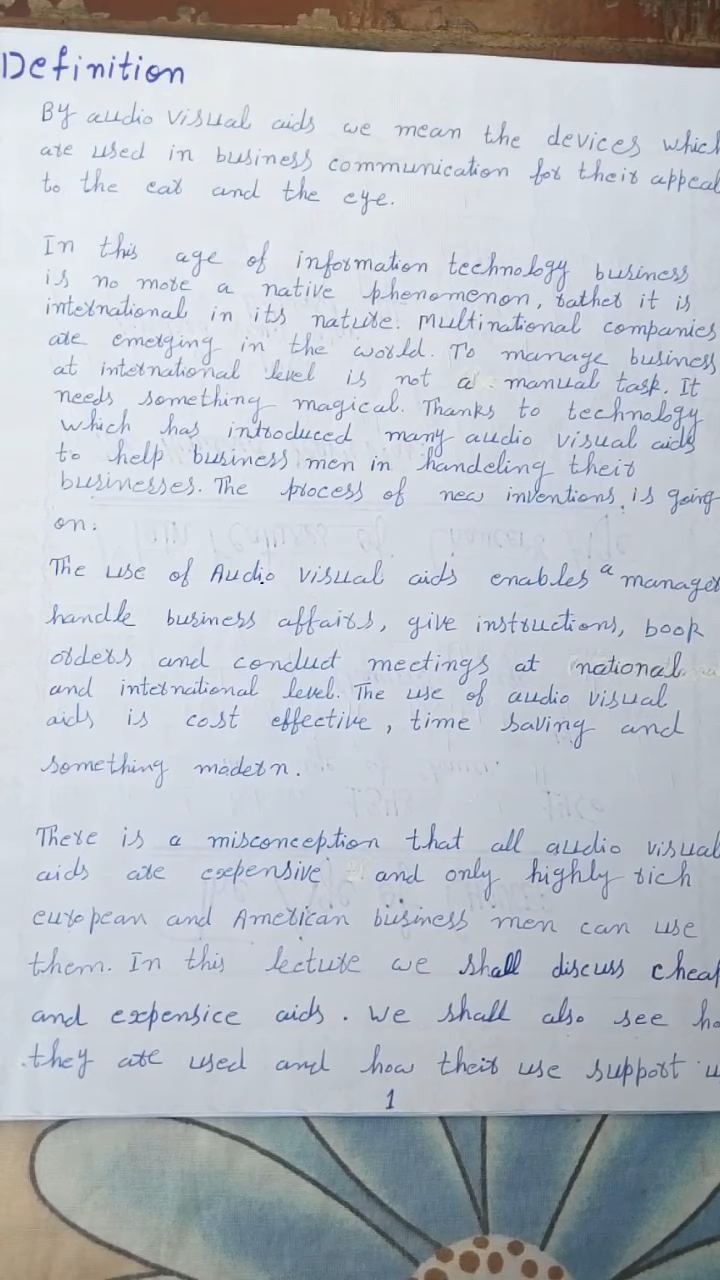 Definition
By audio visual aids we mean the devices which
are used in business communication for their appeal
to the ear and the eye.
In this age of information technology business
is no more a native phenomenon, rather it is
international in its nature. Multinational companies
are emerging in the world. To manage business
at international level is not a manual task. It
needs something magical. Thanks to technology
which has introduced many audio visual aids
to help business men in handeling their
businesses. The process of new inventions is going
on.
The use of Audio visual aids enables a manager
handle business affairs, give instructions, book
orders and conduct meetings at national
and international level. The use of audio visual
aids is cost effective, time saving and
something madern.
There is a misconception that all audio visual
aids are expensive and only highly rich
european and American business men can use
them. In this lecture we shall discuss cheap
and expensice aids. We shall also see ho
they are used and how their use support u
1